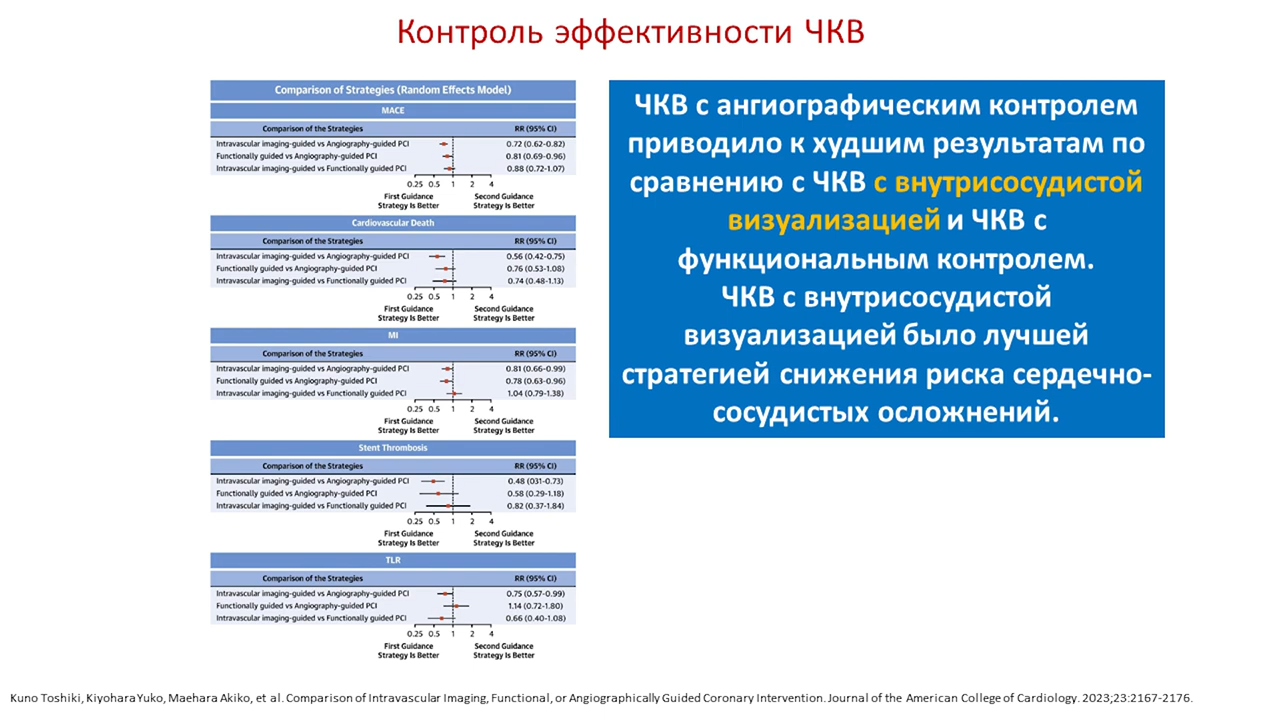 Контроль эффективности ЧКВ
Comparison of Strategies (Random Effects Model)
MACE
Comparison of the Strategies RR (95% CI)
Intravascular imaging-guided vs Angiography-guided PCI 0.72 (0.62-0.82)
Functionally guided vs Angiography-guided PCI 0.81 (0.69-0.96)
Intravascular imaging-guided vs Functionally guided PCI 0.88 (0.72-1.07)
0.25 0.5 1 2 4
First Guidance Second Guidance
Strategy Is Better Strategy Is Better
Cardiovascular Death
Comparison of the Strategies RR (95% CI)
Intravascular imaging-guided vs Angiography-guided PCI 0.56 (0.42-0.75)
Functionally guided vs Angiography-guided PCI 0.76 (0.53-1.08)
Intravascular imaging-guided vs Functionally guided PCI 0.74 (0.48-1.13)
0.25 0.5 1 2 4
First Guidance Second Guidance
Strategy Is Better Strategy Is Better
MI
Comparison of the Strategies RR (95% CI)
Intravascular imaging-guided vs Angiography-guided PCI 0.81 (0.66-0.99)
Functionally guided vs Angiography-guided PCI 0.78 (0.63-0.96)
Intravascular imaging-guided vs Functionally guided PCI 1.04 (0.79-1.38)
0.25 0.5 1 2 4
First Guidance Second Guidance
Strategy Is Better Strategy Is Better
Stent Thrombosis
Comparison of the Strategies RR (95% CI)
Intravascular imaging-guided vs Angiography-guided PCI 0.48 (031-0.73)
Functionally guided vs Angiography-guided PCI 0.58 (0.29-1.18)
Intravascular imaging-guided vs Functionally guided PCI 0.82 (0.37-1.84)
0.25 0.5 1 2 4
First Guidance Second Guidance
Strategy Is Better Strategy Is Better
TLR
Comparison of the Strategies RR (95% CI)
Intravascular imaging-guided vs Angiography-guided PCI 0.75 (0.57-0.99)
Functionally guided vs Angiography-guided PCI 1.14 (0.72-1.80)
Intravascular imaging-guided vs Functionally guided PCI 0.66 (0.40-1.08)
0.25 0.5 1 2 4
First Guidance Second Guidance
Strategy Is Better Strategy Is Better
ЧКВ с ангиографическим контролем
приводило к худшим результатам по
сравнению с ЧКВ с внутрисосудистой
визуализацией и ЧКВ с
функциональным контролем.
ЧКВ с внутрисосудистой
визуализацией было лучшей
стратегией снижения риска сердечно-
сосудистых осложнений.
Kuno Toshiki, Kiyohara Yuko, Maehara Akiko, et al. Comparison of Intravascular Imaging, Functional, or Angiographically Guided Coronary Intervention. Journal of the American College of Cardiology. 2023;23:2167-2176.